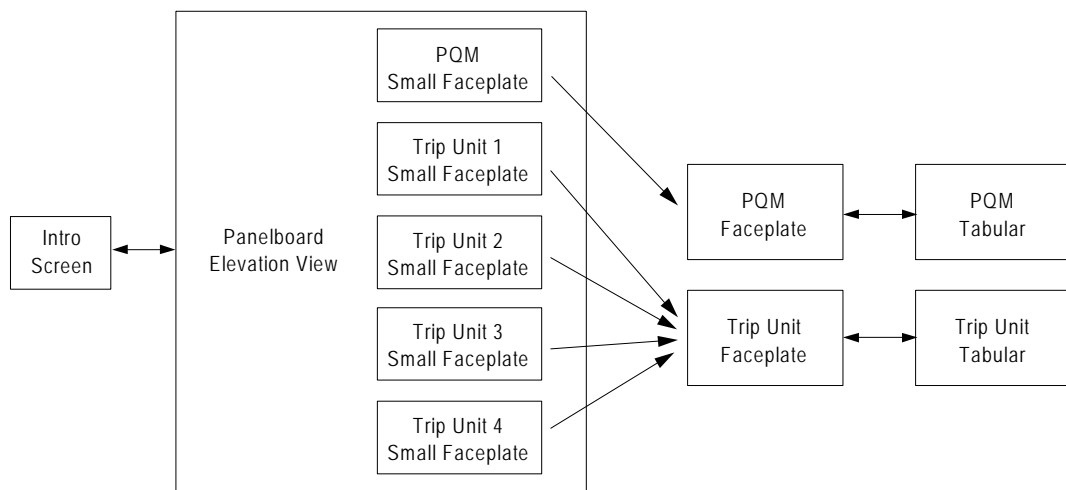 Intro
Screen
Panelboard
Elevation View
PQM
Small Faceplate
Trip Unit 1
Small Faceplate
Trip Unit 2
Small Faceplate
Trip Unit 3
Small Faceplate
Trip Unit 4
Small Faceplate
PQM
Faceplate
PQM
Tabular
Trip Unit
Faceplate
Trip Unit
Tabular